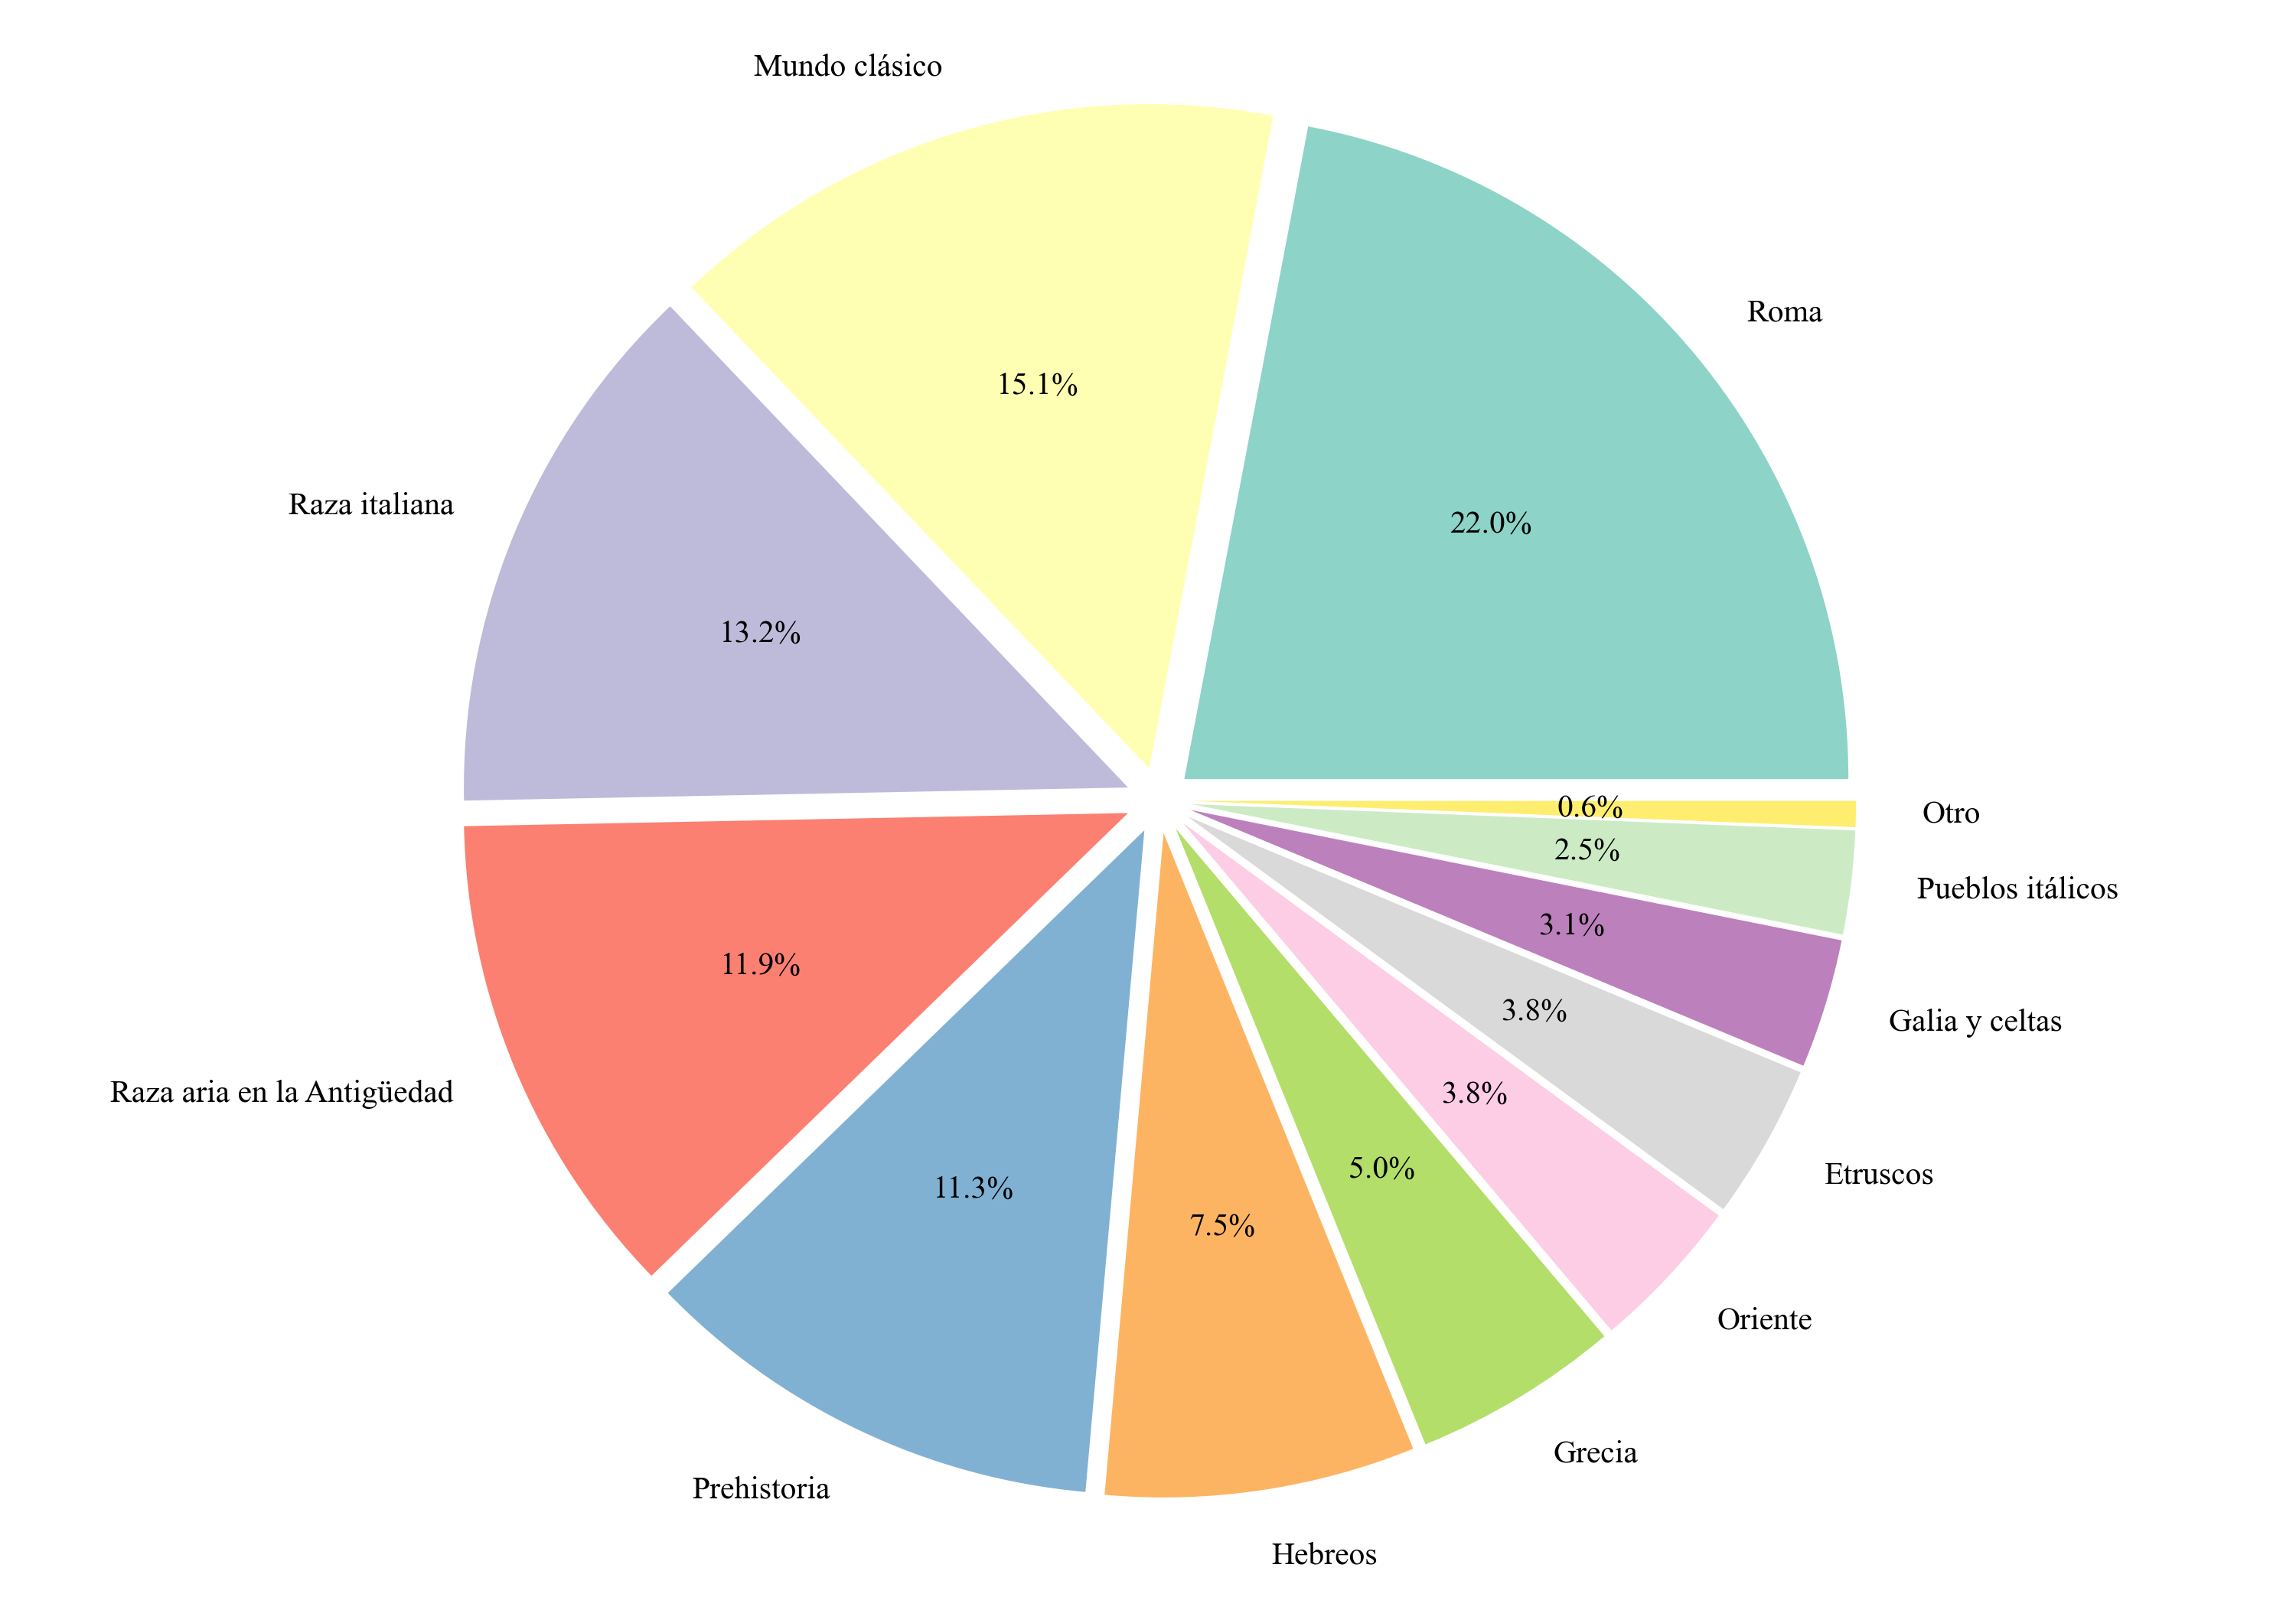 Mundo clásico
Roma
15.1%
Raza italiana
22.0%
13.2%
0.6%
Otro
2.5%
Pueblos itálicos
3.1%
11.9%
3.8%
Galia y celtas
Raza aria en la Antigüedad
3.8%
5.0%
Etruscos
11.3%
7.5%
Oriente
Grecia
Prehistoria
Hebreos